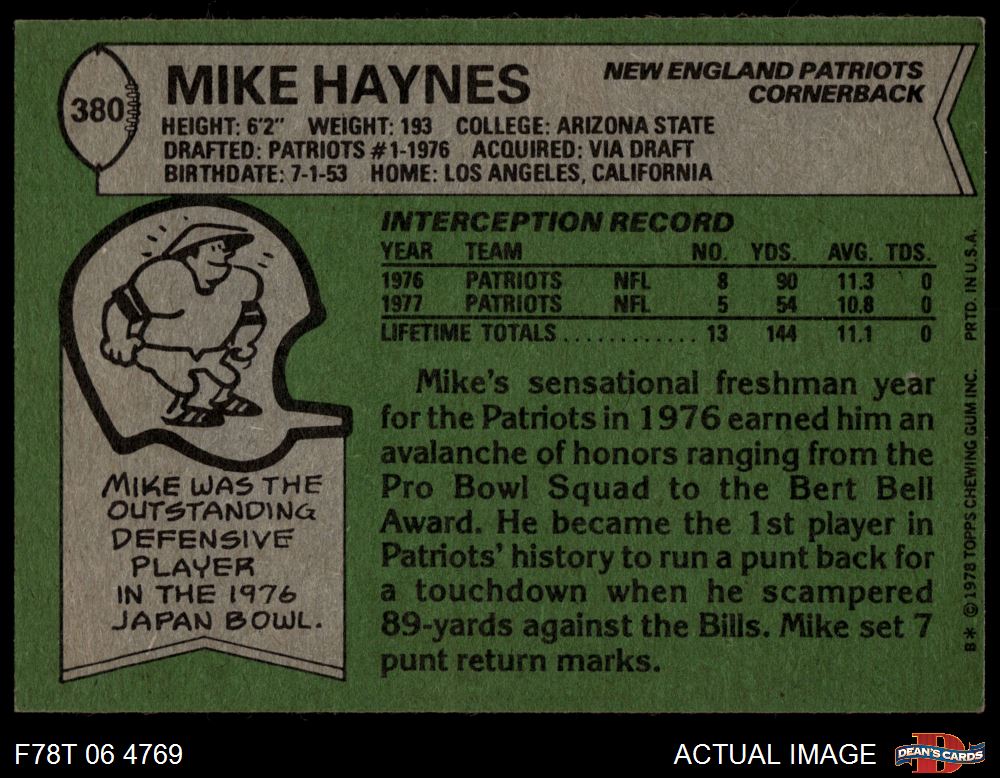 380
MIKE HAYNES
NEW ENGLAND PATRIOTS
CORNERBACK
HEIGHT: 6'2" WEIGHT: 193 COLLEGE: ARIZONA STATE
DRAFTED: PATRIOTS #1-1976 ACQUIRED: VIA DRAFT
BIRTHDATE: 7-1-53 HOME: LOS ANGELES, CALIFORNIA
INTERCEPTION RECORD
YEAR TEAM NO. YDS. AVG. TDS.
1976 PATRIOTS NFL 8 90 11.3 0
1977 PATRIOTS NFL 5 54 10.8 0
LIFETIME TOTALS............ 13 144 11.1 0
Mike's sensational freshman year
for the Patriots in 1976 earned him an
avalanche of honors ranging from the
Pro Bowl Squad to the Bert Bell
Award. He became the 1st player in
Patriots' history to run a punt back for
a touchdown when he scampered
89-yards against the Bills. Mike set 7
punt return marks.
MIKE WAS THE
OUTSTANDING
DEFENSIVE
PLAYER
IN THE 1976
JAPAN BOWL.
B* © 1978 TOPPS CHEWING GUM INC. PRTD. IN U.S.A.
F78T 06 4769
ACTUAL IMAGE
DEAN'S CARDS